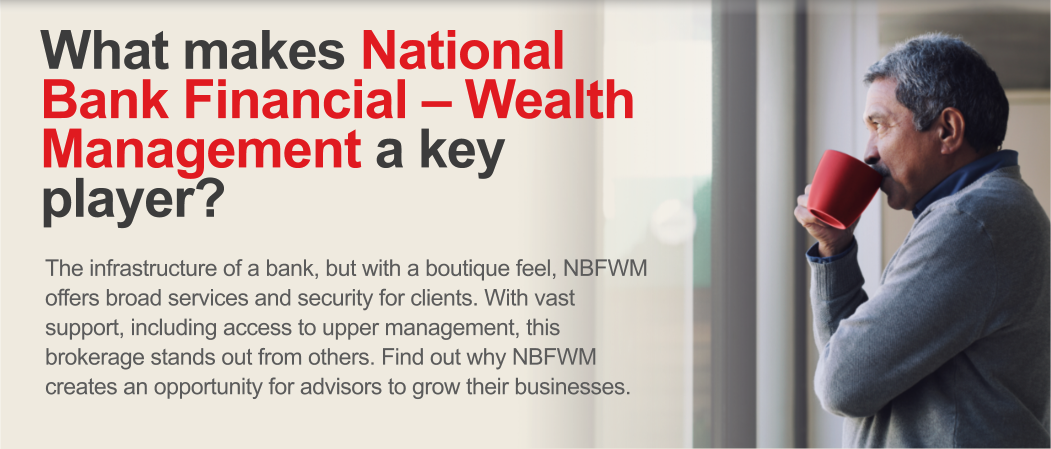 What makes National
Bank Financial – Wealth
Management a key
player?
The infrastructure of a bank, but with a boutique feel, NBFWM
offers broad services and security for clients. With vast
support, including access to upper management, this
brokerage stands out from others. Find out why NBFWM
creates an opportunity for advisors to grow their businesses.